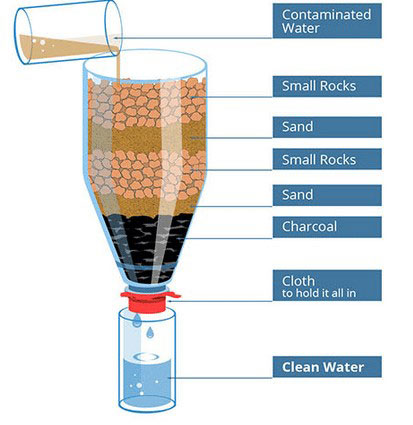 Contaminated
Water
Small Rocks
Sand
Small Rocks
Sand
Charcoal
Cloth
to hold it all in
Clean Water